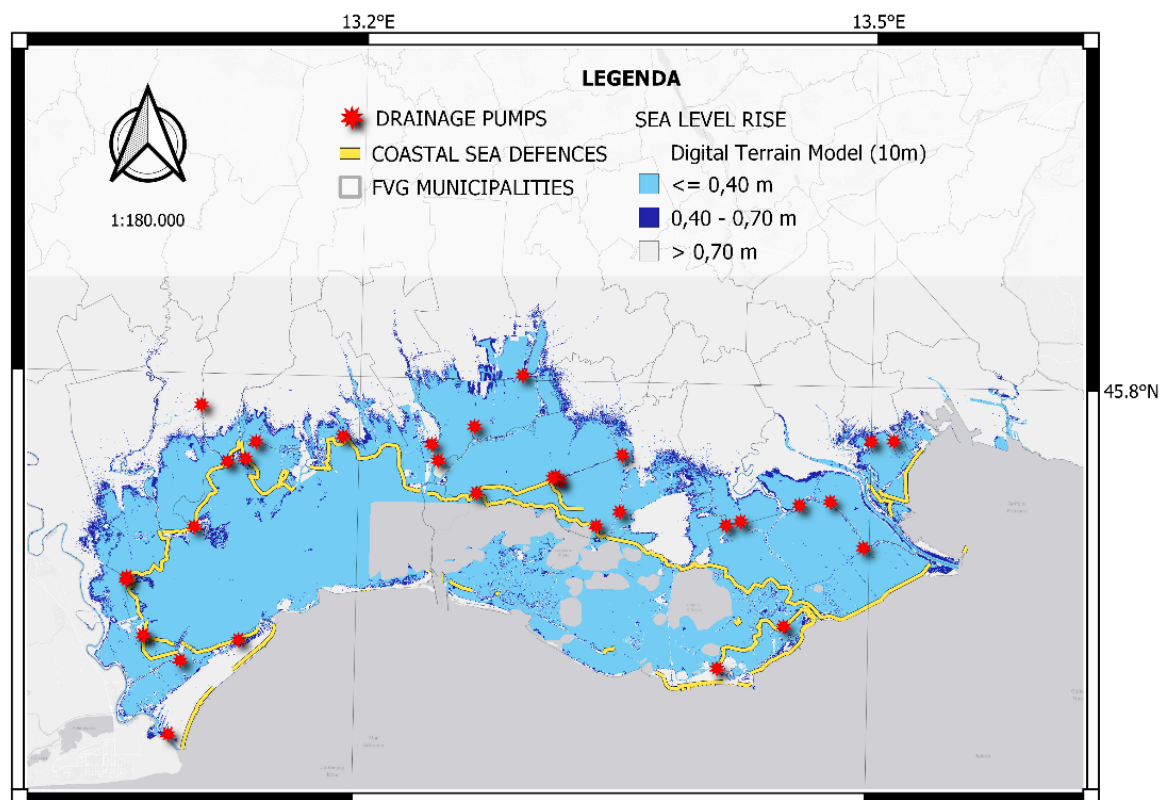 13.2°E
13.5°E
LEGENDA
DRAINAGE PUMPS
COASTAL SEA DEFENCES
FVG MUNICIPALITIES
SEA LEVEL RISE
Digital Terrain Model (10m)
<= 0,40 m
0,40 - 0,70 m
> 0,70 m
1:180.000
45.8°N